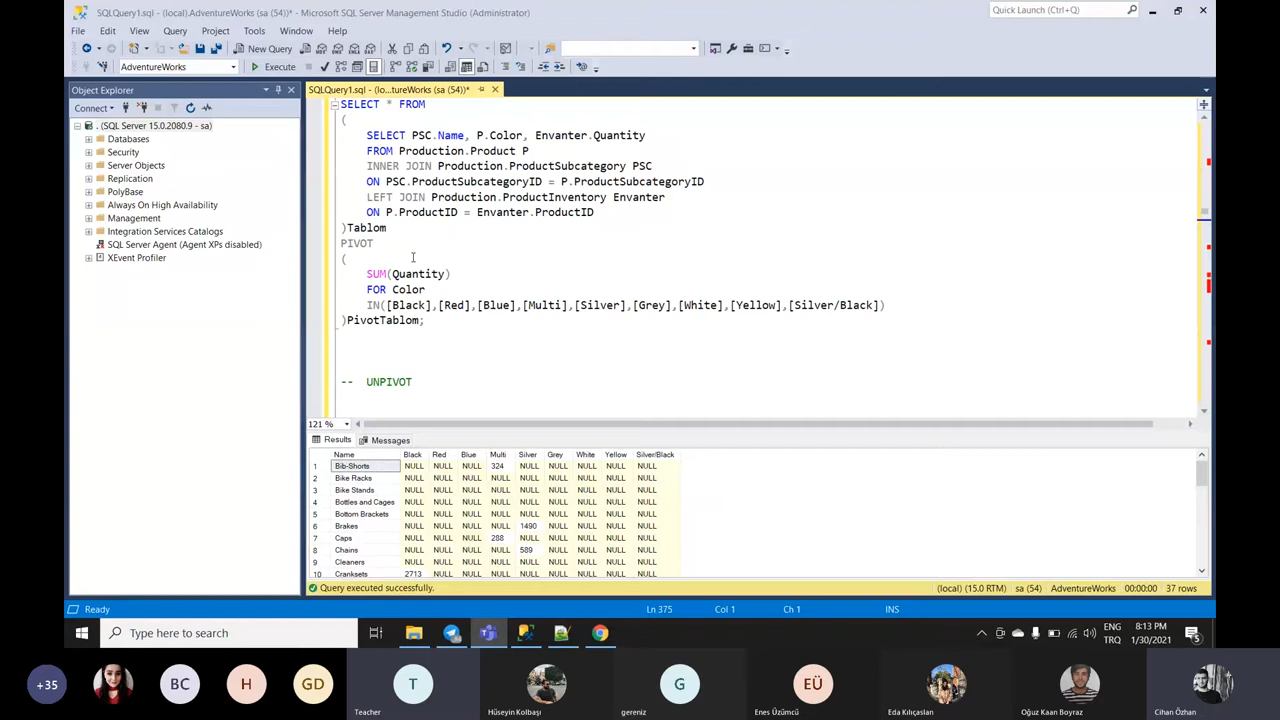 SQLQuery1.sql - (local).AdventureWorks (sa (54))* - Microsoft SQL Server Management Studio (Administrator)
Quick Launch (Ctrl+Q)
File Edit View Query Project Tools Window Help
New Query
AdventureWorks
Execute
Object Explorer
SQLQuery1.sql - (lo...tureWorks (sa (54))*
Connect
. (SQL Server 15.0.2080.9 - sa)
Databases
Security
Server Objects
Replication
PolyBase
Always On High Availability
Management
Integration Services Catalogs
SQL Server Agent (Agent XPs disabled)
XEvent Profiler
SELECT * FROM
(
SELECT PSC.Name, P.Color, Envanter.Quantity
FROM Production.Product P
INNER JOIN Production.ProductSubcategory PSC
ON PSC.ProductSubcategoryID = P.ProductSubcategoryID
LEFT JOIN Production.ProductInventory Envanter
ON P.ProductID = Envanter.ProductID
)Tablom
PIVOT
(
SUM(Quantity)
FOR Color
IN([Black],[Red],[Blue],[Multi],[Silver],[Grey],[White],[Yellow],[Silver/Black])
)PivotTablom;
-- UNPIVOT
121 %
Results Messages
Name Black Red Blue Multi Silver Grey White Yellow Silver/Black
1 Bib-Shorts NULL NULL NULL 324 NULL NULL NULL NULL NULL
2 Bike Racks NULL NULL NULL NULL NULL NULL NULL NULL NULL
3 Bike Stands NULL NULL NULL NULL NULL NULL NULL NULL NULL
4 Bottles and Cages NULL NULL NULL NULL NULL NULL NULL NULL NULL
5 Bottom Brackets NULL NULL NULL NULL NULL NULL NULL NULL NULL
6 Brakes NULL NULL NULL NULL 1490 NULL NULL NULL NULL
7 Caps NULL NULL NULL 288 NULL NULL NULL NULL NULL
8 Chains NULL NULL NULL NULL 589 NULL NULL NULL NULL
9 Cleaners NULL NULL NULL NULL NULL NULL NULL NULL NULL
10 Cranksets 2713 NULL NULL NULL NULL NULL NULL NULL NULL
Query executed successfully. (local) (15.0 RTM) sa (54) AdventureWorks 00:00:00 37 rows
Ready Ln 375 Col 1 Ch 1 INS
Type here to search
ENG 8:13 PM
TRQ 1/30/2021
5
+35 BC H GD T G EÜ
Teacher Hüseyin Kolbaşı gereniz Enes Üzümcü Eda Kılıçaslan Oğuz Kaan Boyraz Cihan Özhan